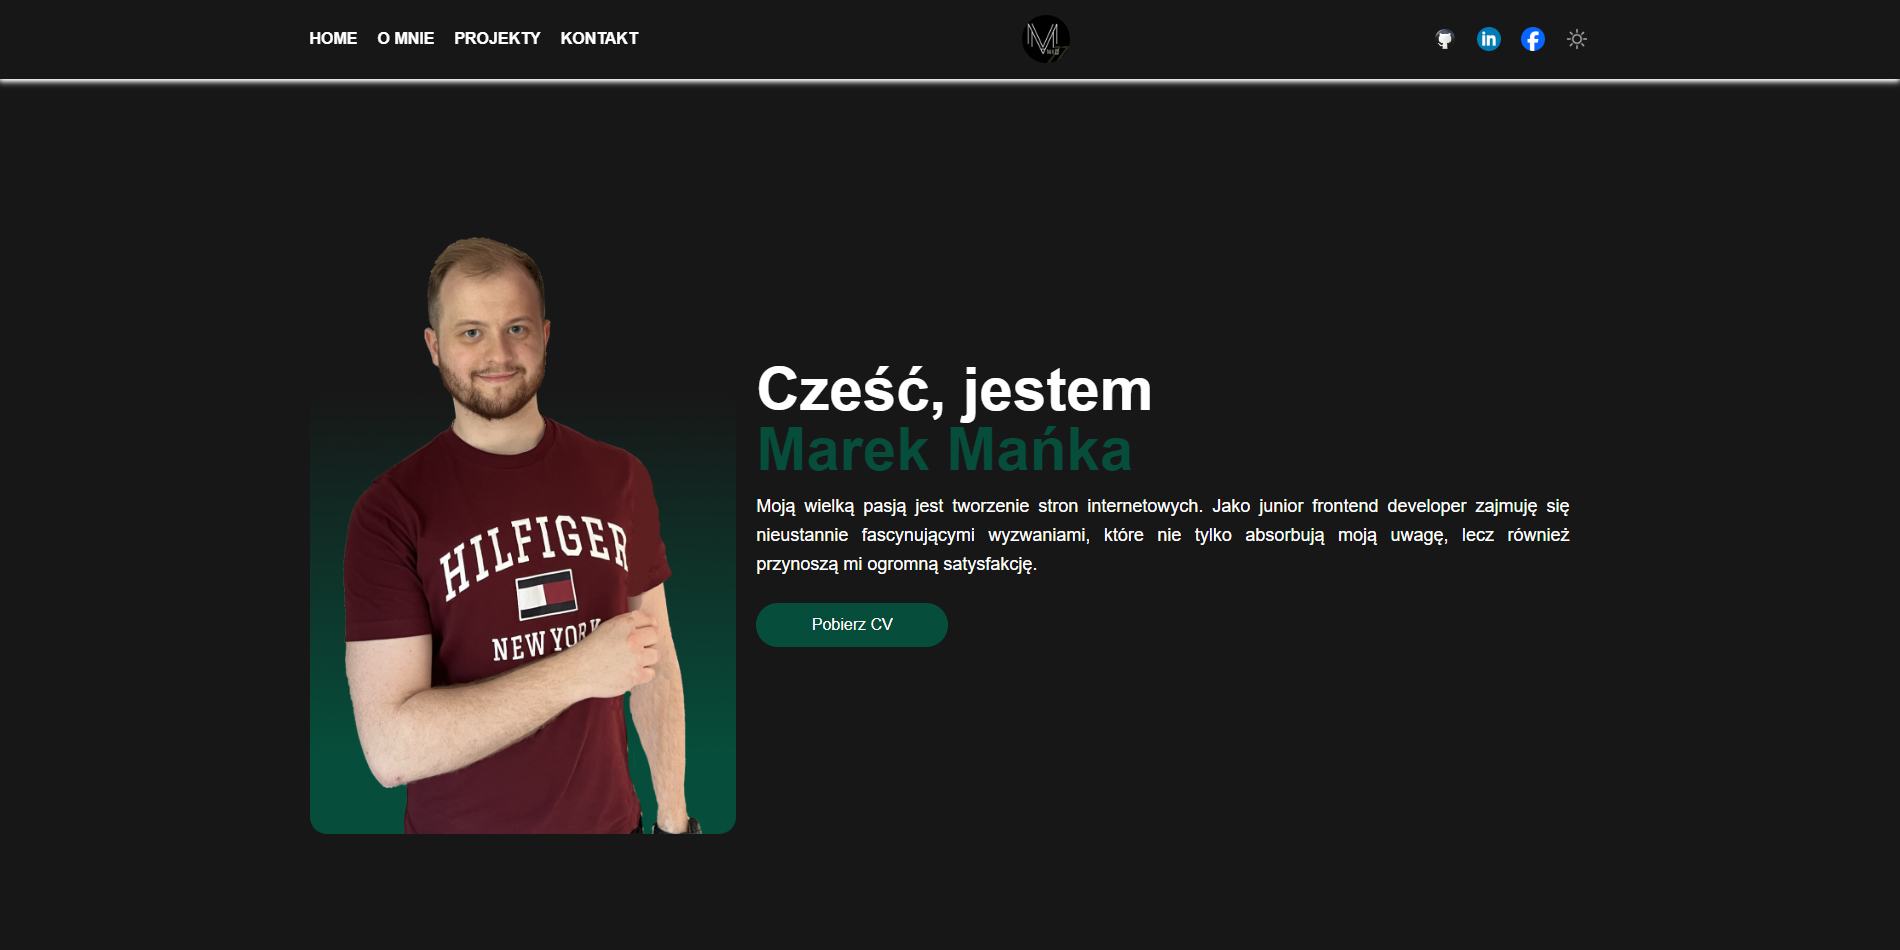 HOME O MNIE PROJEKTY KONTAKT
M
in
Cześć, jestem
Marek Mańka
Moją wielką pasją jest tworzenie stron internetowych. Jako junior frontend developer zajmuję się
nieustannie fascynującymi wyzwaniami, które nie tylko absorbują moją uwagę, lecz również
przynoszą mi ogromną satysfakcję.
Pobierz CV
HILFIGER
NEW YORK